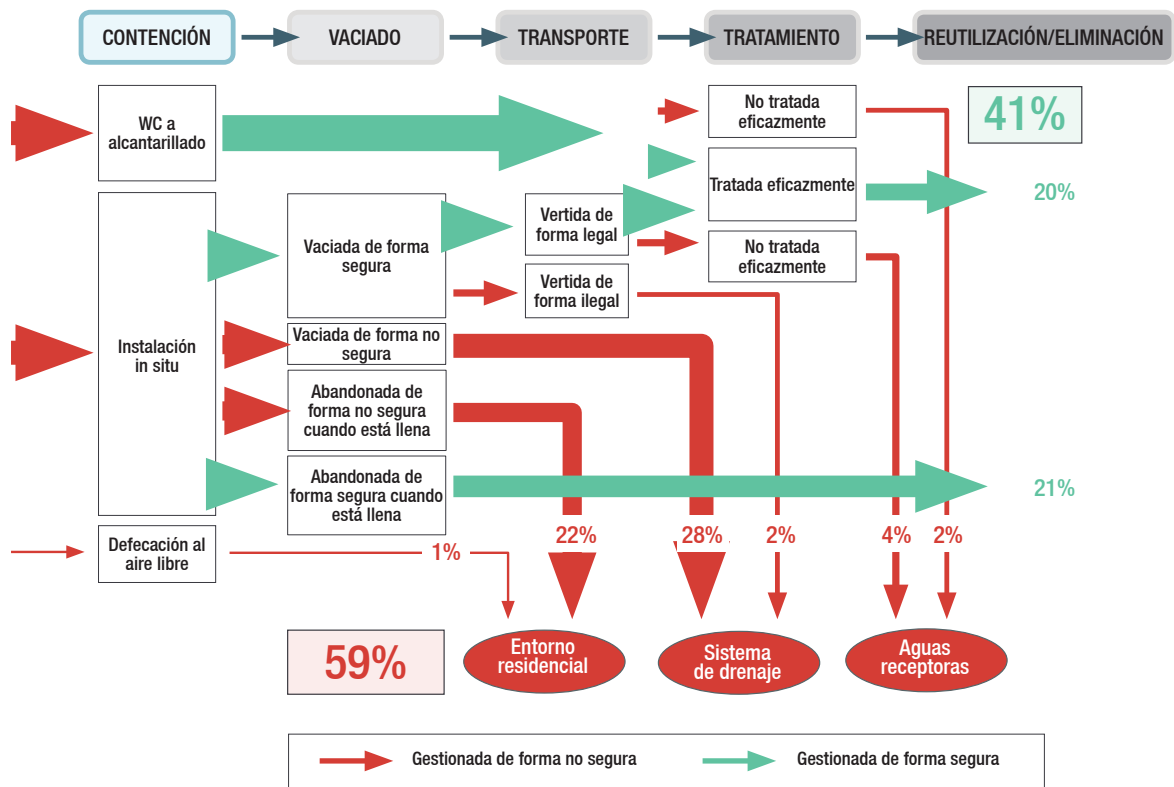 CONTENCIÓN
VACIADO
TRANSPORTE
TRATAMIENTO
REUTILIZACIÓN/ELIMINACIÓN
WC a
alcantarillado
No tratada
eficazmente
41%
Tratada eficazmente
20%
Instalación
in situ
Vaciada de forma
segura
Vertida de
forma legal
No tratada
eficazmente
Vertida de
forma ilegal
Vaciada de forma no
segura
Abandonada de
forma no segura
cuando está llena
Abandonada de
forma segura cuando
está llena
21%
Defecación al
aire libre
1%
22%
28%
2%
4%
2%
59%
Entorno
residencial
Sistema
de drenaje
Aguas
receptoras
Gestionada de forma no segura
Gestionada de forma segura